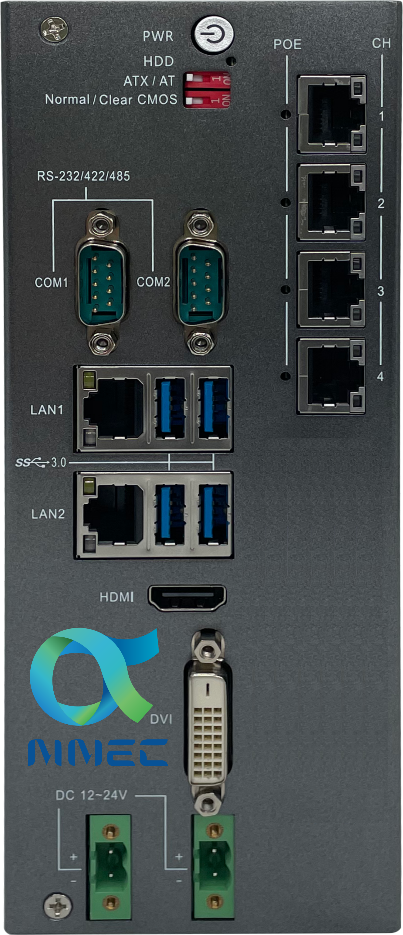 PWR
HDD
ATX / AT
Normal / Clear CMOS
POE
CH
1
2
3
4
RS-232/422/485
COM1
COM2
LAN1
SS 3.0
LAN2
HDMI
DVI
MMEC
DC 12~24V
+
-
+
-